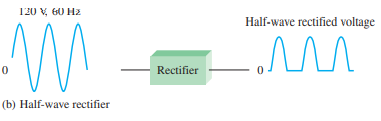 120 V, 60 Hz
Half-wave rectified voltage
0
Rectifier
0
(b) Half-wave rectifier